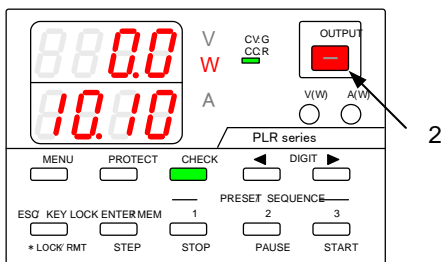 0.0 V CV:G OUTPUT
W CC:R
10.10 A V(W) A(W)
2
PLR series
MENU PROTECT CHECK ◀ DIGIT ▶
PRESET/ SEQUENCE
ESC/ KEY LOCK ENTER/MEM 1 2 3
* LOCK/ RMT STEP STOP PAUSE START